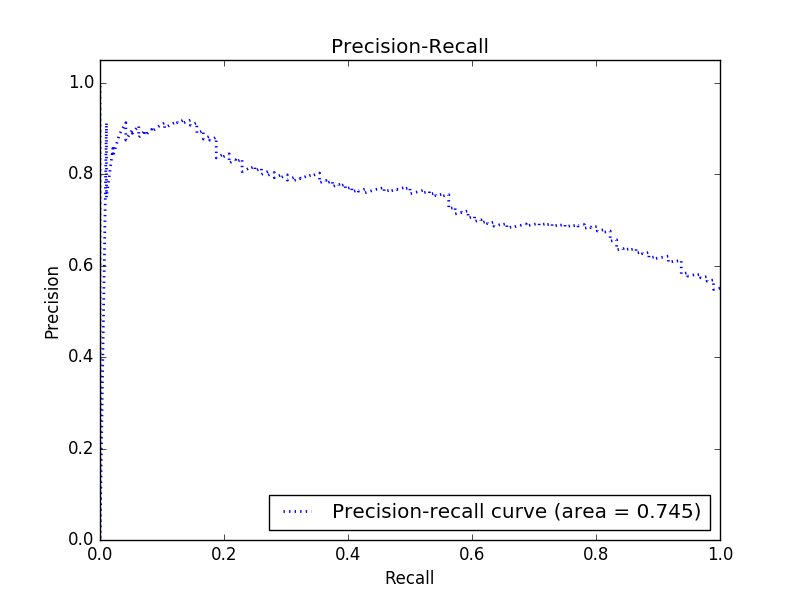 Precision-Recall
1.0
0.8
0.6
0.4
0.2
0.0
Precision
Precision-recall curve (area = 0.745)
0.0 0.2 0.4 0.6 0.8 1.0
Recall